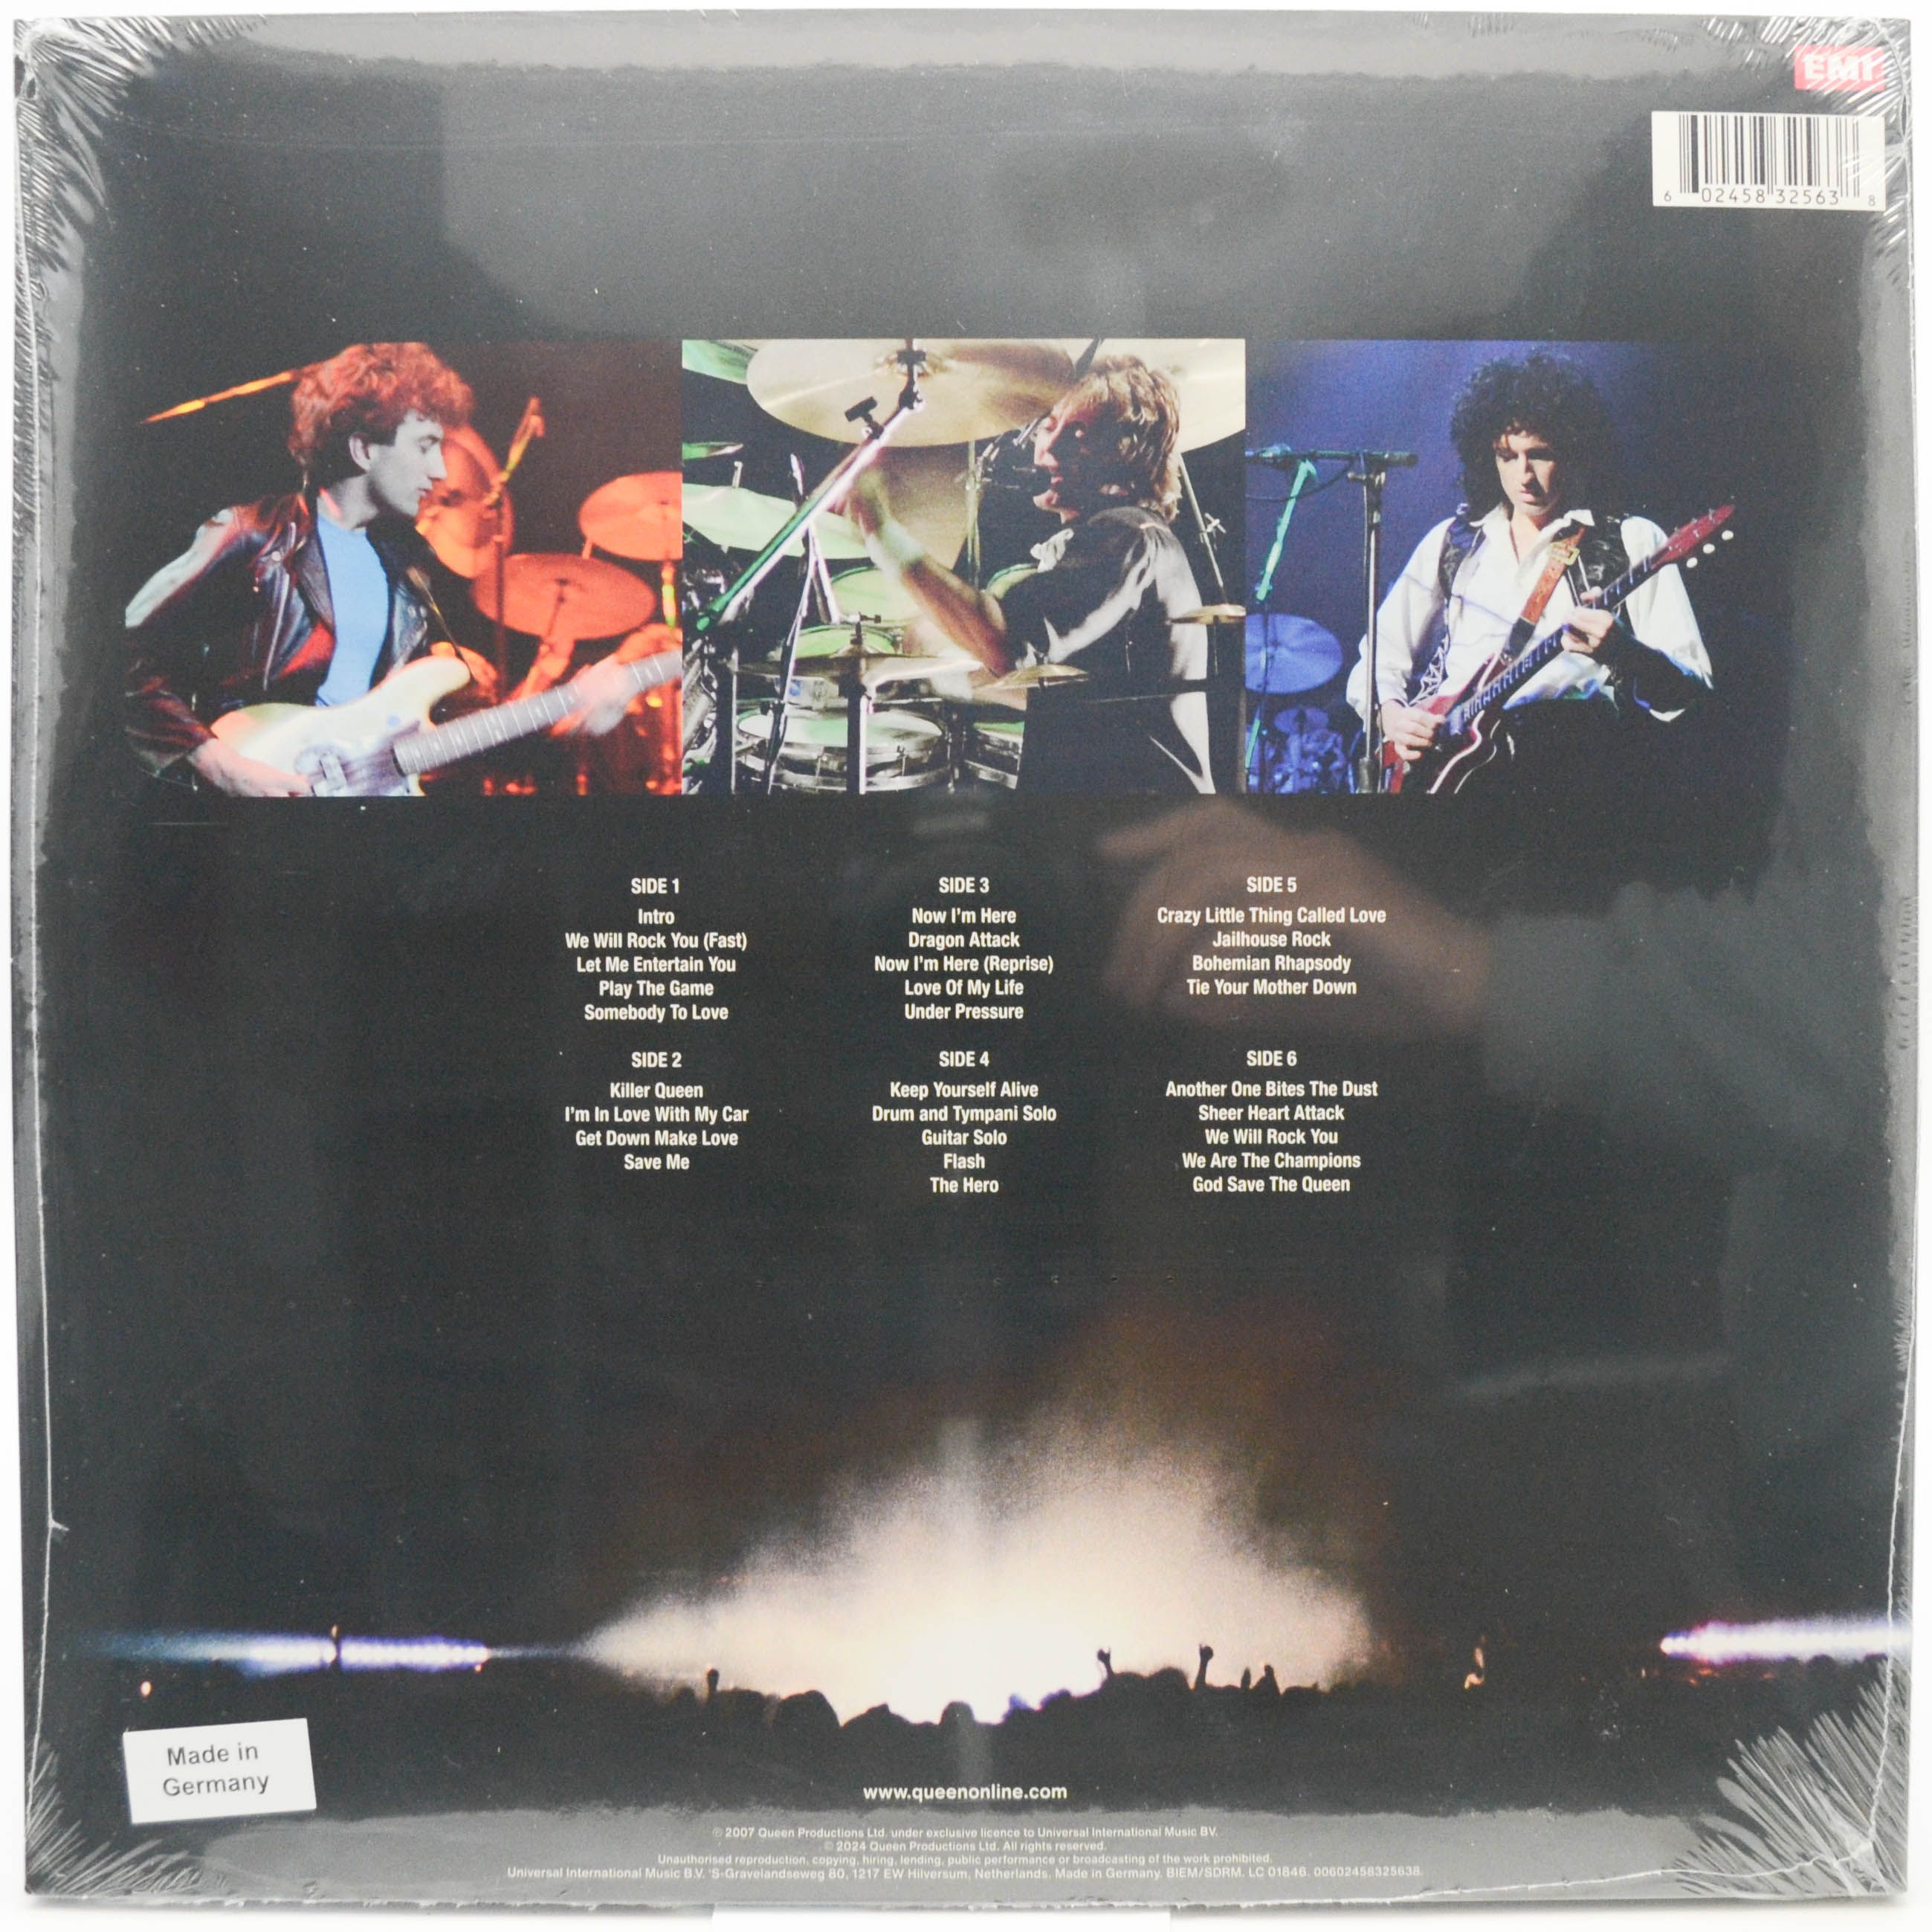 EMI
6 02458 32563 8
SIDE 1
Intro
We Will Rock You (Fast)
Let Me Entertain You
Play The Game
Somebody To Love
SIDE 2
Killer Queen
I'm In Love With My Car
Get Down Make Love
Save Me
SIDE 3
Now I'm Here
Dragon Attack
Now I'm Here (Reprise)
Love Of My Life
Under Pressure
SIDE 4
Keep Yourself Alive
Drum and Tympani Solo
Guitar Solo
Flash
The Hero
SIDE 5
Crazy Little Thing Called Love
Jailhouse Rock
Bohemian Rhapsody
Tie Your Mother Down
SIDE 6
Another One Bites The Dust
Sheer Heart Attack
We Will Rock You
We Are The Champions
God Save The Queen
Made in
Germany
www.queenonline.com
℗ 2007 Queen Productions Ltd. under exclusive licence to Universal International Music BV.
© 2024 Queen Productions Ltd. All rights reserved.
Unauthorised reproduction, copying, hiring, lending, public performance or broadcasting of the work prohibited.
Universal International Music B.V. 'S-Gravelandseweg 80, 1217 EW Hilversum, Netherlands. Made in Germany. BIEM/SDRM. LC 01846. 00602458325638.